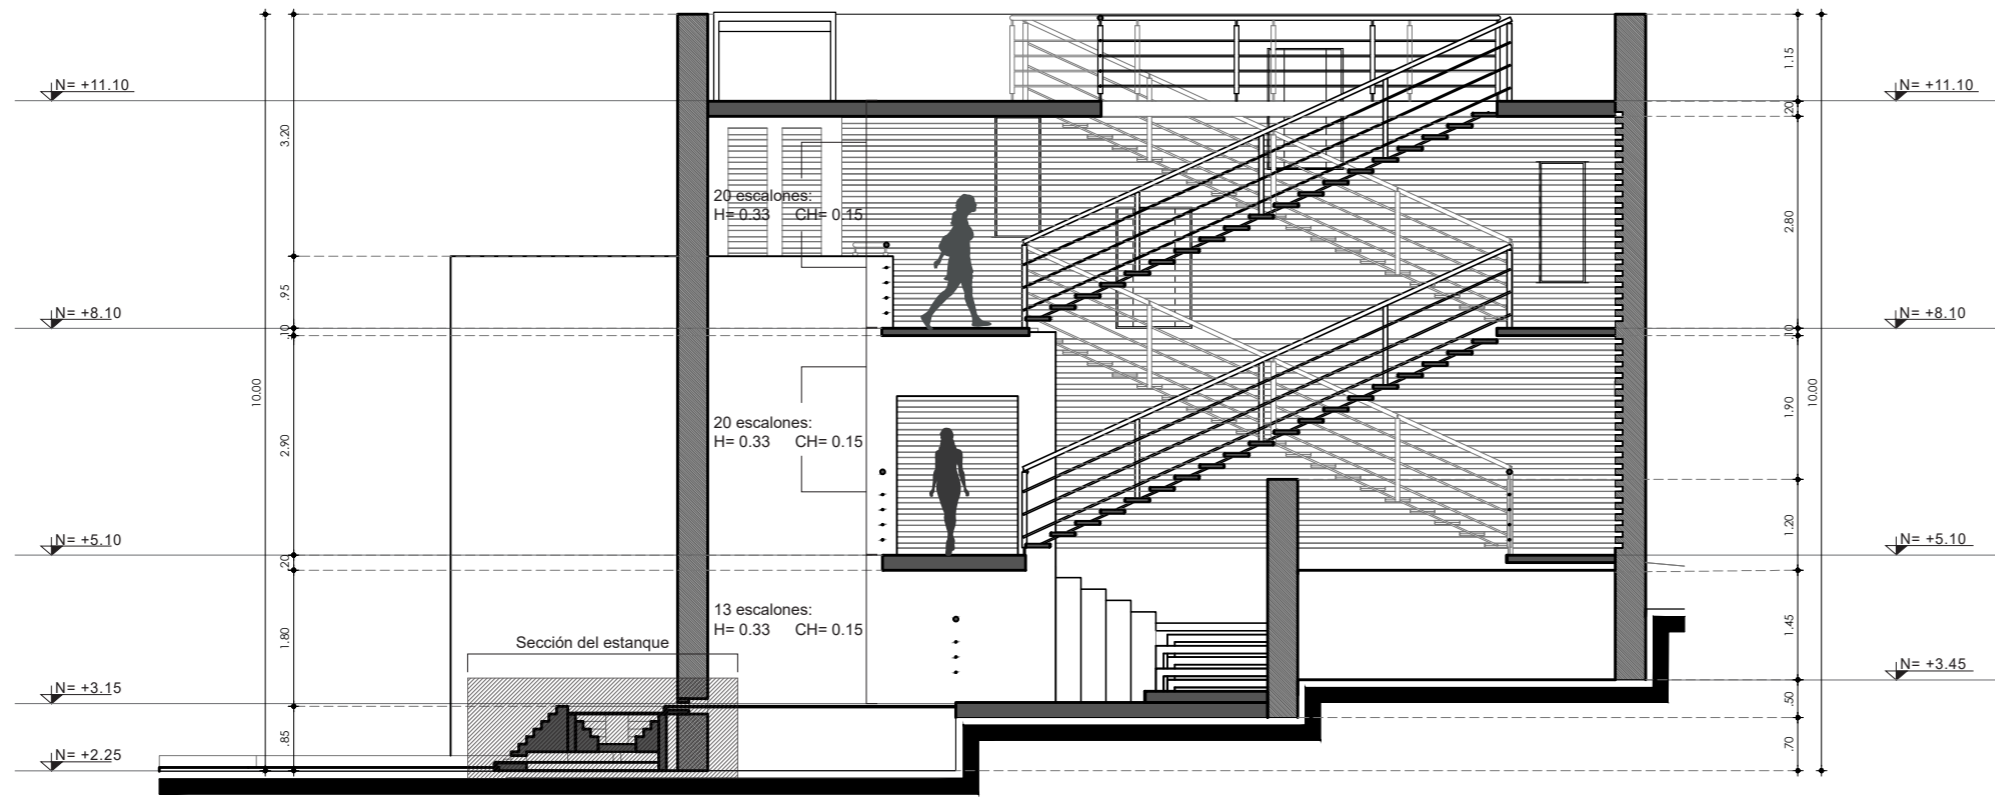 N= +11.10
N= +8.10
N= +5.10
N= +3.15
N= +2.25
10.00
3.20
.95
.10
2.90
.20
1.80
.85
20 escalones:
H= 0.33 CH= 0.15
20 escalones:
H= 0.33 CH= 0.15
13 escalones:
H= 0.33 CH= 0.15
Sección del estanque
1.15
.20
2.80
.10
1.90
1.20
1.45
.50
.70
10.00
N= +11.10
N= +8.10
N= +5.10
N= +3.45